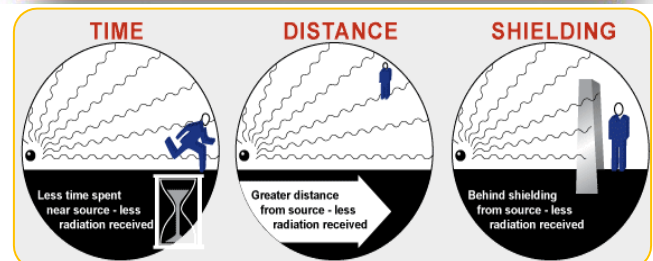 TIME
Less time spent
near source - less
radiation received
DISTANCE
Greater distance
from source - less
radiation received
SHIELDING
Behind shielding
from source - less
radiation received